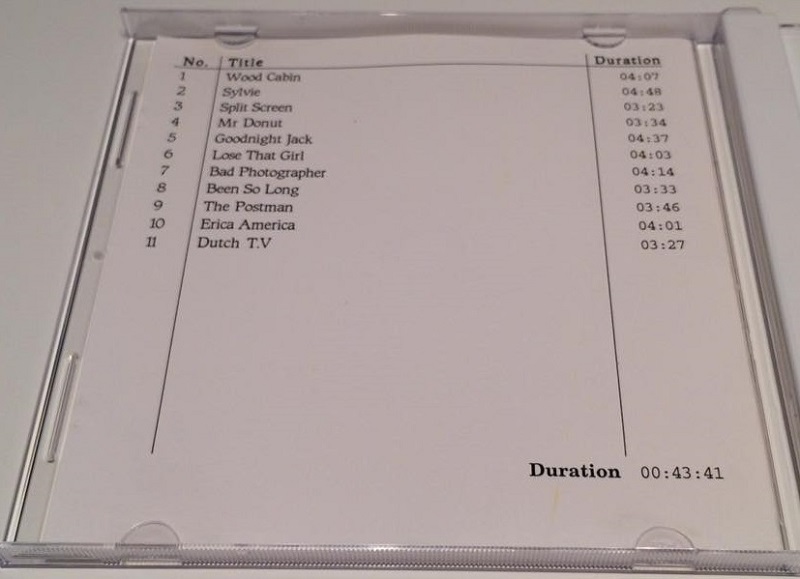 No. Title Duration
1 Wood Cabin 04:07
2 Sylvie 04:48
3 Split Screen 03:23
4 Mr Donut 03:34
5 Goodnight Jack 04:37
6 Lose That Girl 04:03
7 Bad Photographer 04:14
8 Been So Long 03:33
9 The Postman 03:46
10 Erica America 04:01
11 Dutch T.V 03:27
Duration 00:43:41